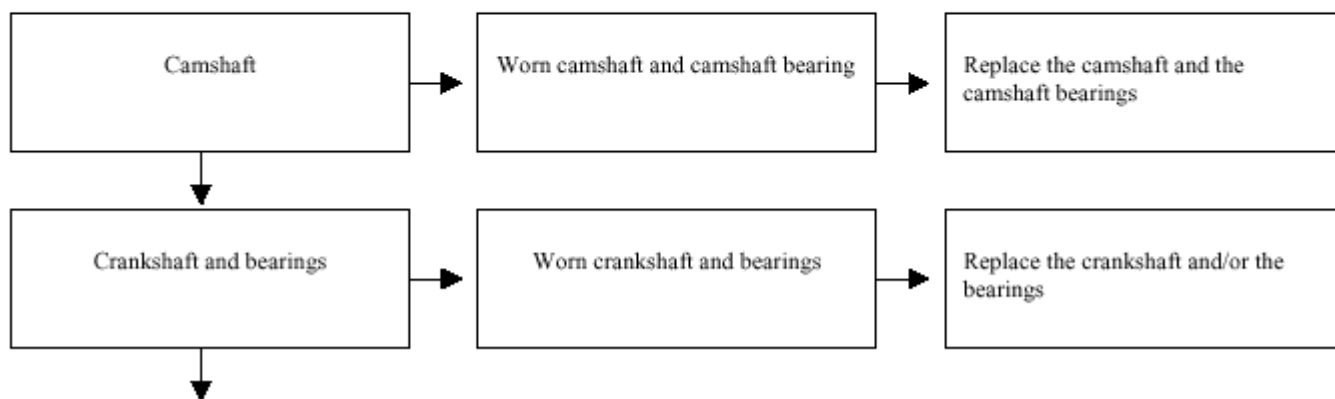 Camshaft
Worn camshaft and camshaft bearing
Replace the camshaft and the
camshaft bearings
Crankshaft and bearings
Worn crankshaft and bearings
Replace the crankshaft and/or the
bearings